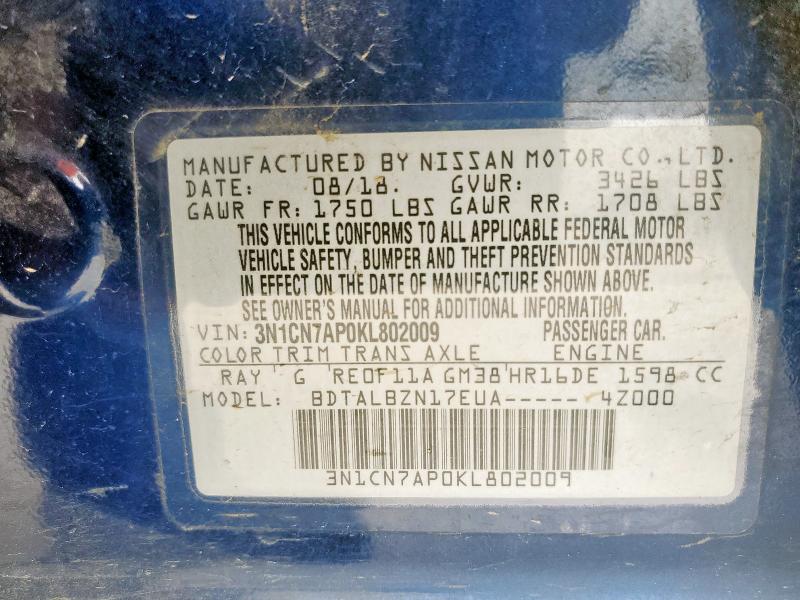 MANUFACTURED BY NISSAN MOTOR CO., LTD.
DATE: 08/18. GVWR: 3426 LBS
GAWR FR: 1750 LBS GAWR RR: 1708 LBS
THIS VEHICLE CONFORMS TO ALL APPLICABLE FEDERAL MOTOR
VEHICLE SAFETY, BUMPER AND THEFT PREVENTION STANDARDS
IN EFFECT ON THE DATE OF MANUFACTURE SHOWN ABOVE.
SEE OWNER'S MANUAL FOR ADDITIONAL INFORMATION.
VIN: 3N1CN7AP0KL802009 PASSENGER CAR.
COLOR TRIM TRANS AXLE ENGINE
RAY G RE0F11A GM38 HR16DE 1598 CC
MODEL: BDTALBZN17EUA----- 4Z000
3N1CN7AP0KL802009